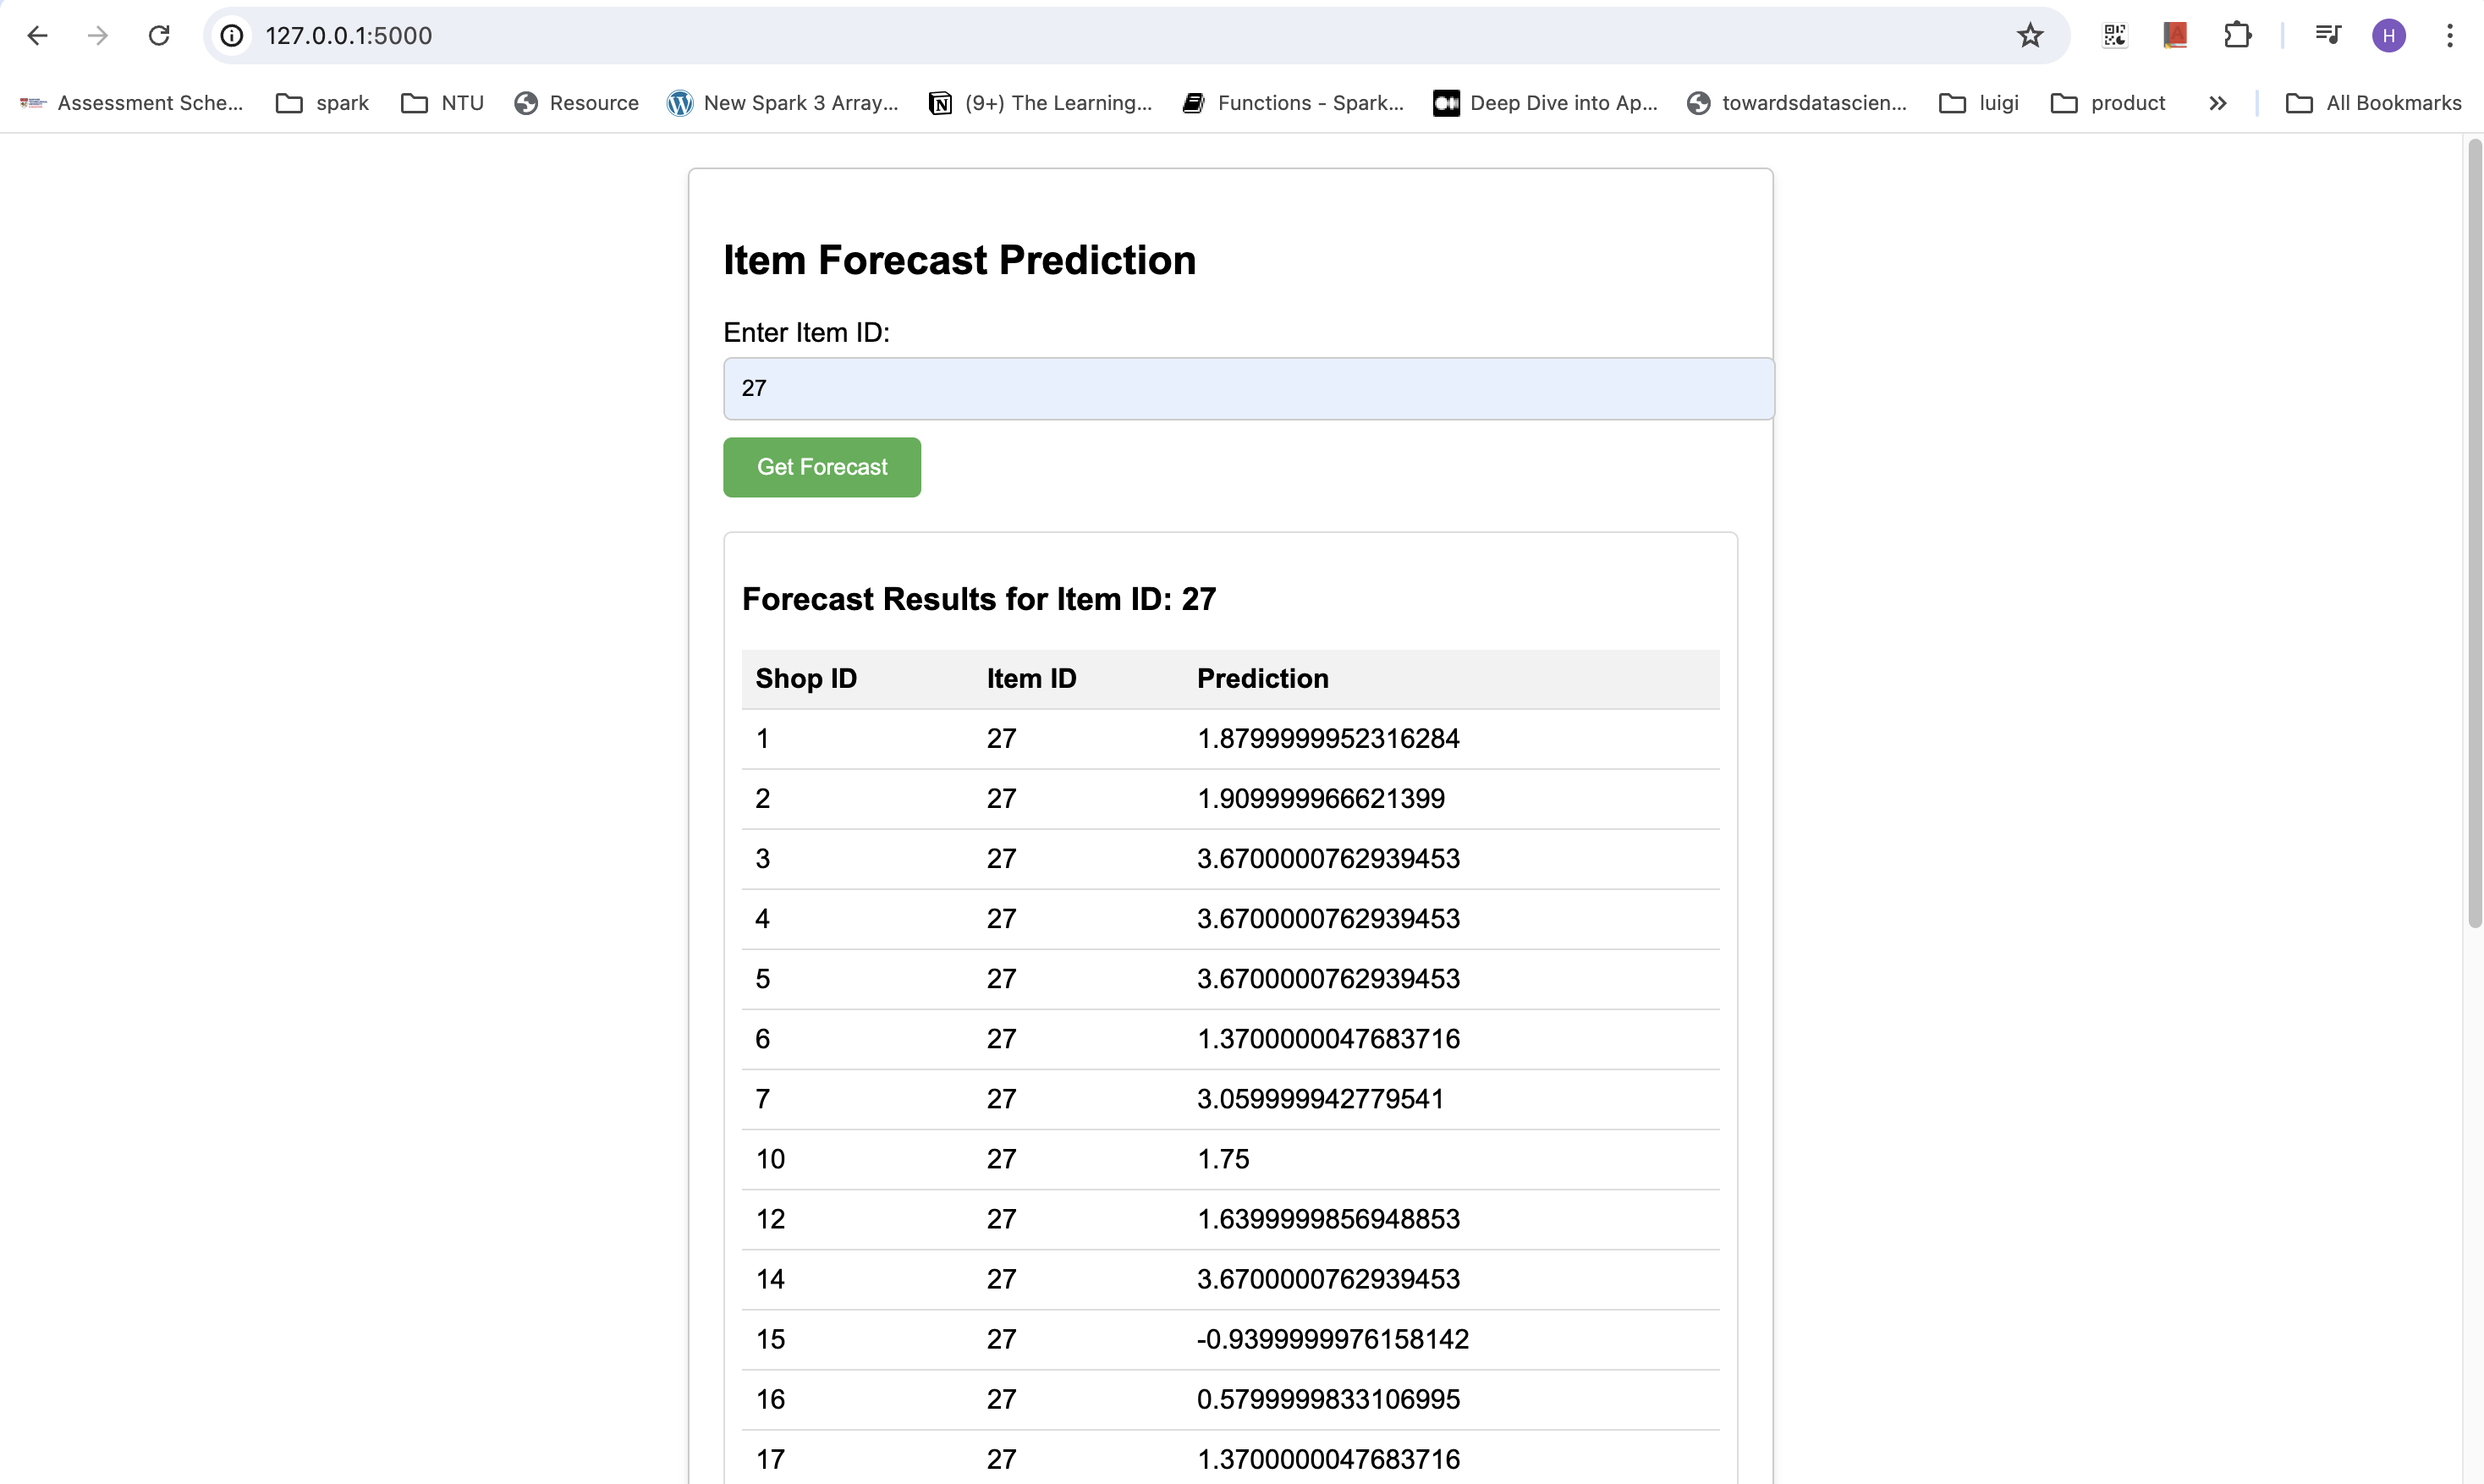 127.0.0.1:5000
H
Assessment Sche... spark NTU Resource New Spark 3 Array... (9+) The Learning... Functions - Spark... Deep Dive into Ap... towardsdatascien... luigi product » All Bookmarks
Item Forecast Prediction
Enter Item ID:
27
Get Forecast
Forecast Results for Item ID: 27
Shop ID Item ID Prediction
1 27 1.8799999952316284
2 27 1.909999966621399
3 27 3.6700000762939453
4 27 3.6700000762939453
5 27 3.6700000762939453
6 27 1.3700000047683716
7 27 3.059999942779541
10 27 1.75
12 27 1.6399999856948853
14 27 3.6700000762939453
15 27 -0.9399999976158142
16 27 0.5799999833106995
17 27 1.3700000047683716